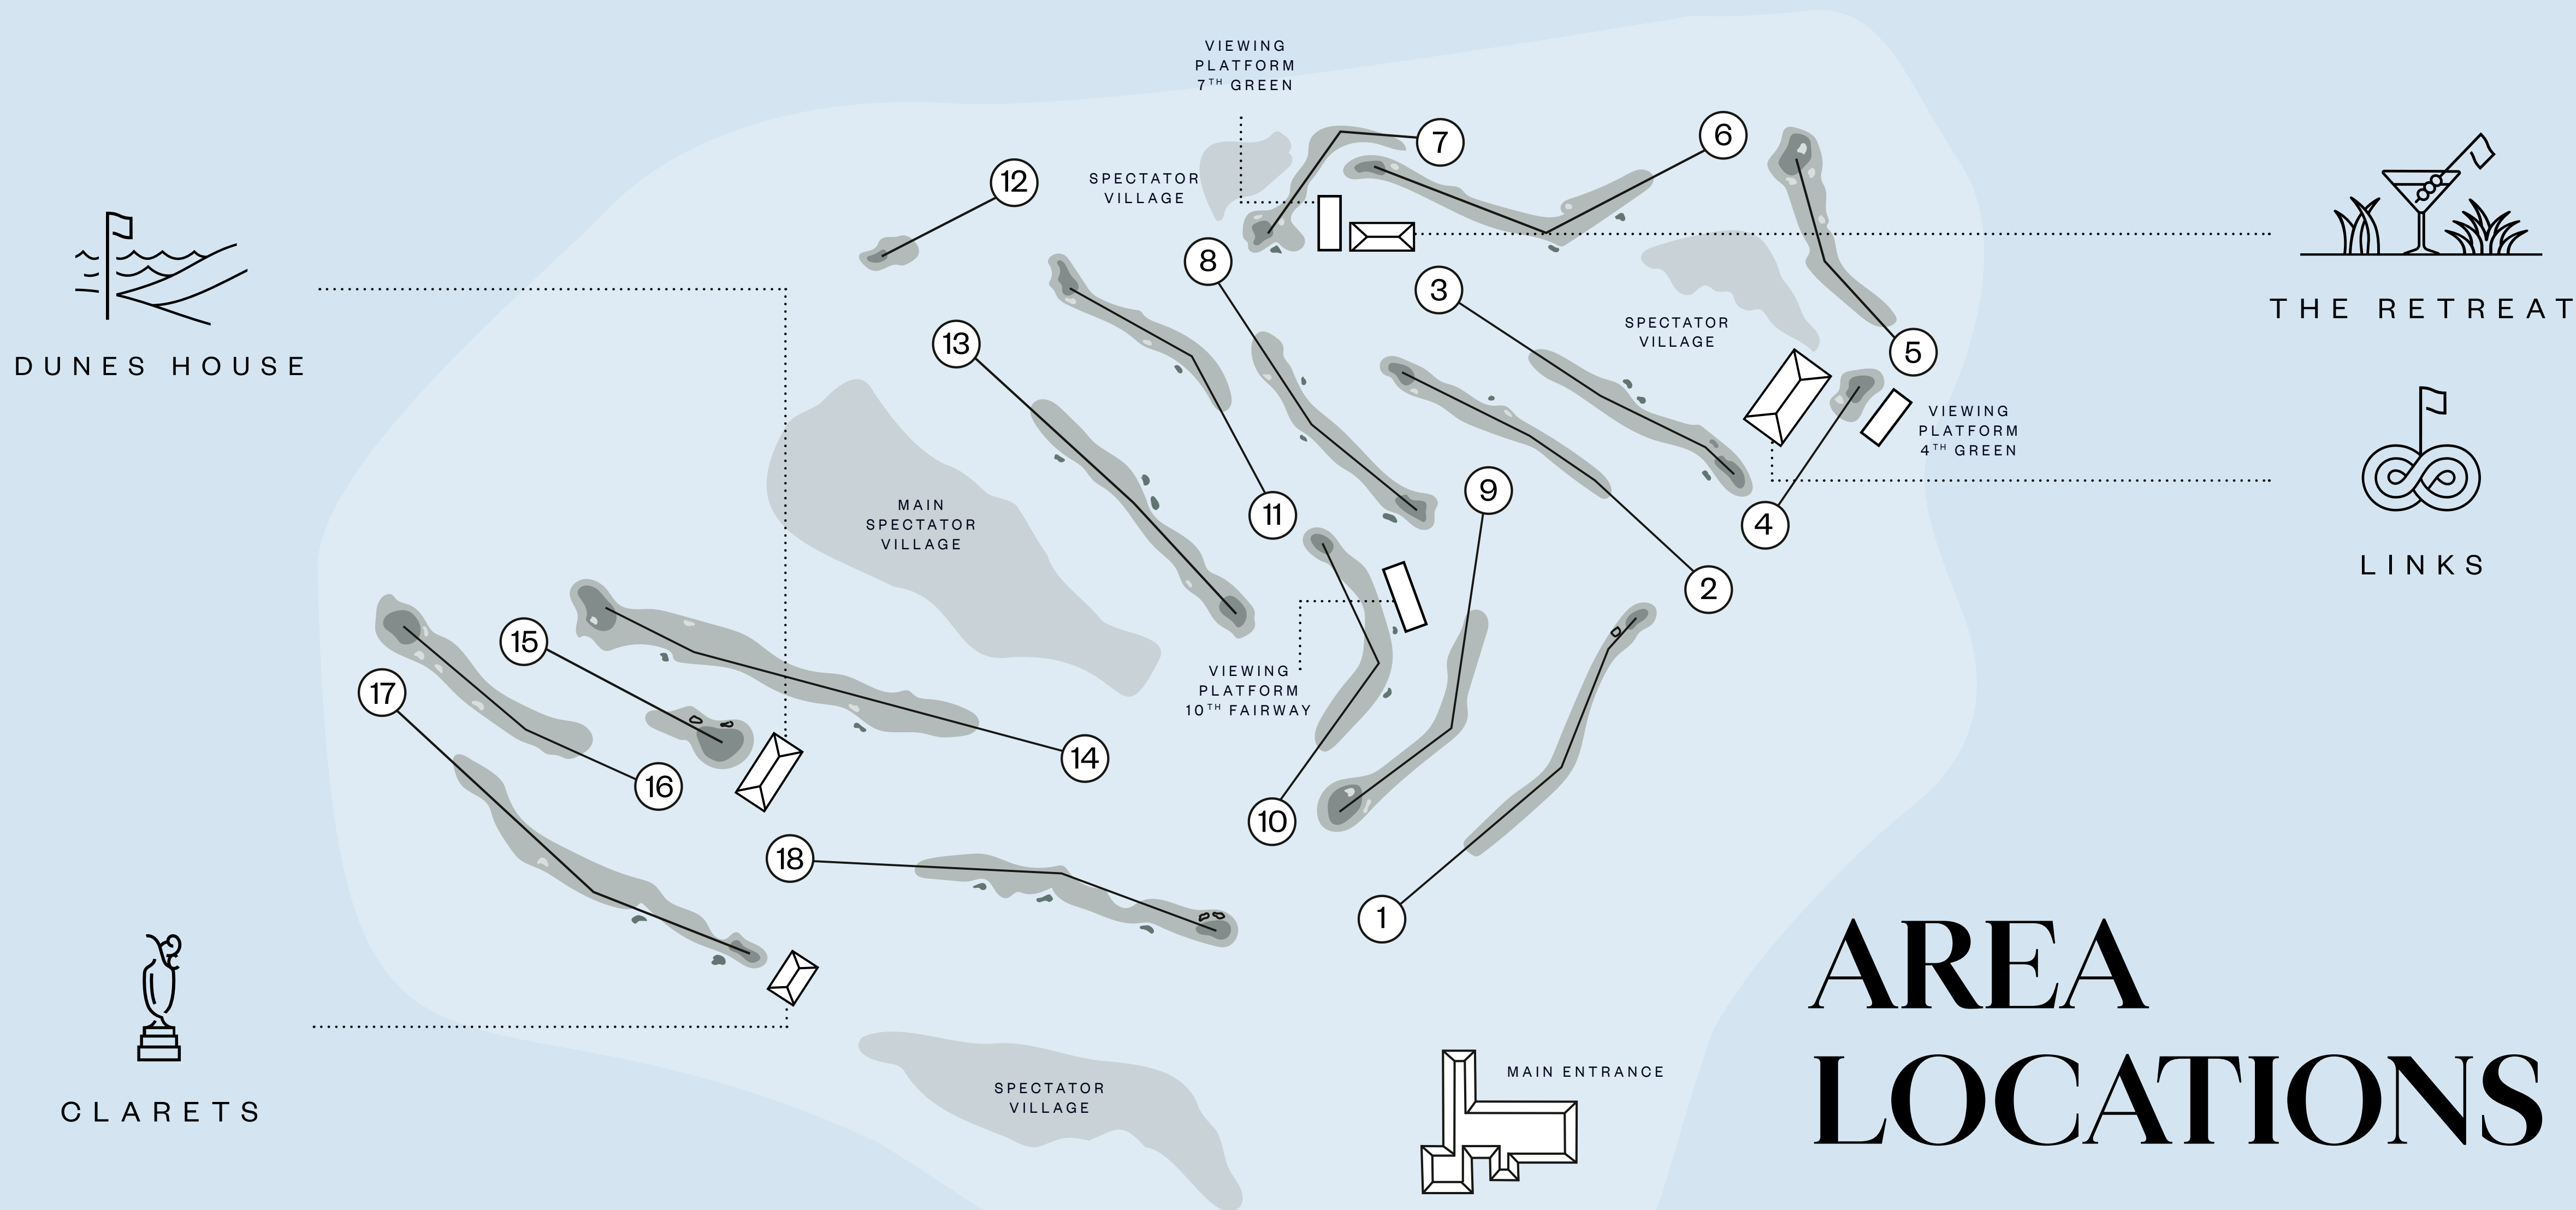 VIEWING
PLATFORM
7TH GREEN
7
6
12
SPECTATOR
VILLAGE
8
3
THE RETREAT
DUNES HOUSE
13
SPECTATOR
VILLAGE
5
VIEWING
PLATFORM
4TH GREEN
MAIN
SPECTATOR
VILLAGE
11
9
4
LINKS
2
15
17
VIEWING
PLATFORM
10TH FAIRWAY
14
16
10
18
1
AREA
LOCATIONS
MAIN ENTRANCE
SPECTATOR
VILLAGE
CLARETS